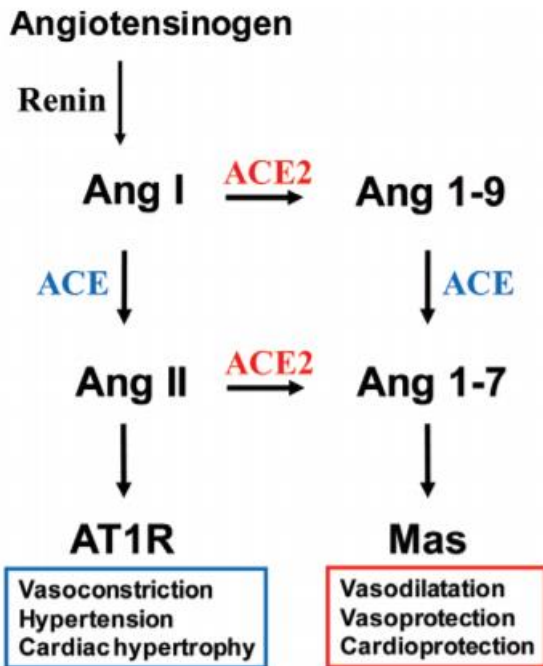 Angiotensinogen
Renin
ACE2
Ang I
Ang 1-9
ACE
ACE
ACE2
Ang II
Ang 1-7
AT1R
Mas
Vasoconstriction
Hypertension
Cardiac hypertrophy
Vasodilatation
Vasoprotection
Cardioprotection